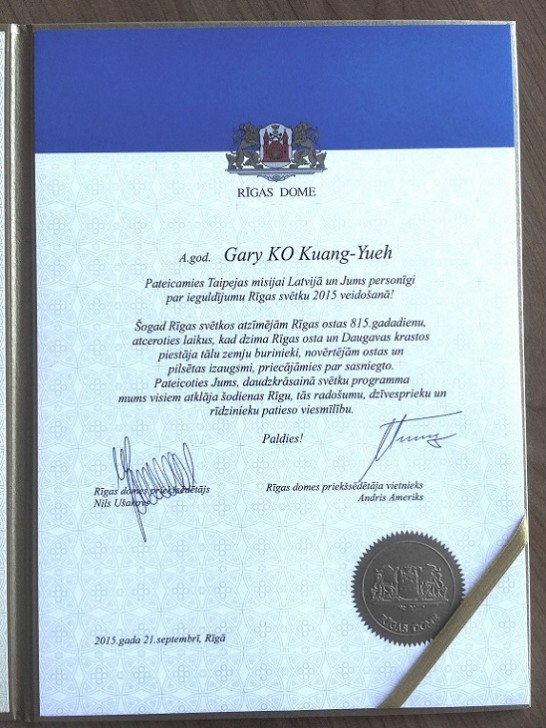 RĪGAS DOME
A.god. Gary KO Kuang-Yueh
Pateicamies Taipejas misijai Latvijā un Jums personīgi
par ieguldījumu Rīgas svētku 2015 veidošanā!
Šogad Rīgas svētkos atzīmējām Rīgas ostas 815.gadadienu,
atceroties laikus, kad dzima Rīgas osta un Daugavas krastos
piestāja tālu zemju burinieki, novērtējām ostas un
pilsētas izaugsmi, priecājāmies par sasniegto.
Pateicoties Jums, daudzkrāsainā svētku programma
mums visiem atklāja šodienas Rīgu, tās radošumu, dzīvesprieku un
rīdzinieku patieso viesmīlību.
Paldies!
Rīgas domes priekšsēdētājs
Nils Ušakovs
Rīgas domes priekšsēdētāja vietnieks
Andris Ameriks
RĪGAS DOME
2015.gada 21.septembrī, Rīgā